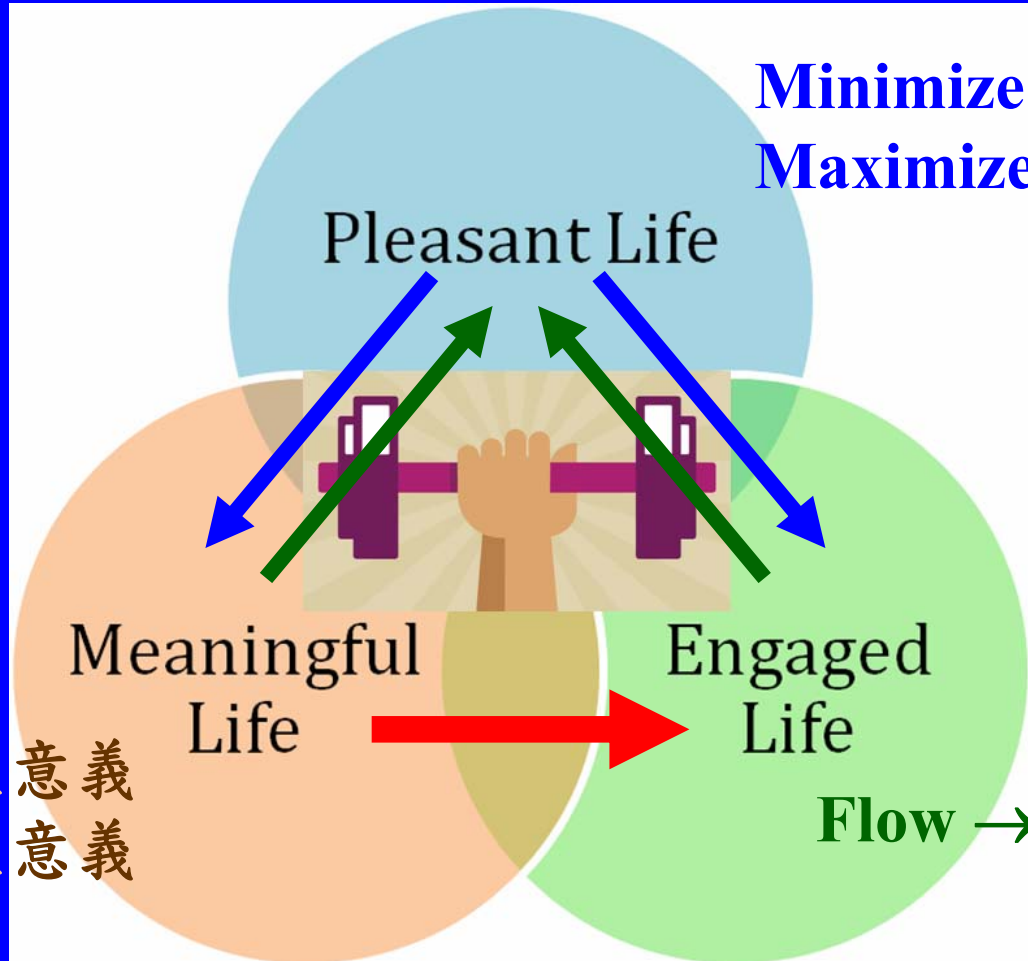 Minimize
Maximize
Pleasant Life
Meaningful
Life
Engaged
Life
意義
意義
Flow →